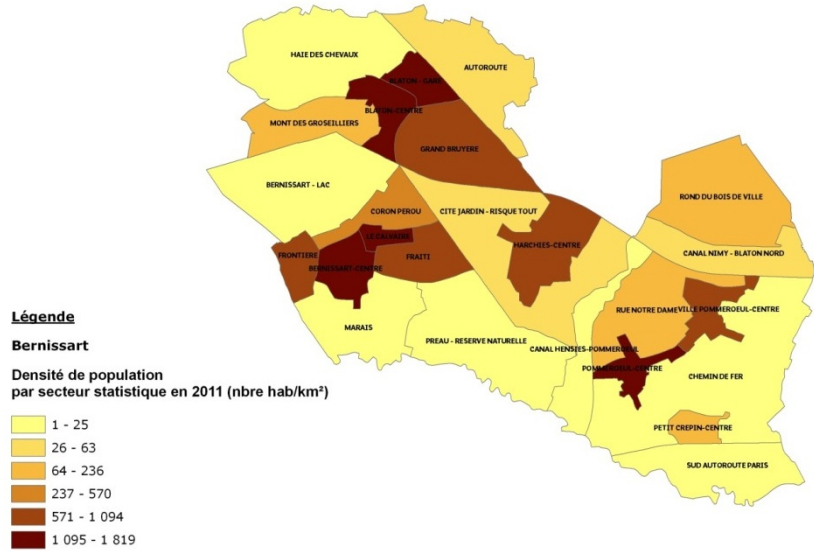 HAIE DES CHEVAUX
AUTOROUTE
BLATON - GARE
BLATON-CENTRE
MONT DES GROSEILLIERS
GRAND BRUYERE
BERNISSART - LAC
ROND DU BOIS DE VILLE
CORON PEROU
CITE JARDIN - RISQUE TOUT
LE CALVAIRE
HARCHIES-CENTRE
FRONTIERE
FRAITI
CANAL NIMY - BLATON NORD
BERNISSART-CENTRE
RUE NOTRE DAME
VILLE POMMEROEUL-CENTRE
MARAIS
PREAU - RESERVE NATURELLE
CANAL HENSIES-POMMEROEUL
POMMEROEUL-CENTRE
CHEMIN DE FER
PETIT CREPIN-CENTRE
SUD AUTOROUTE PARIS
Légende
Bernissart
Densité de population
par secteur statistique en 2011 (nbre hab/km²)
1 - 25
26 - 63
64 - 236
237 - 570
571 - 1 094
1 095 - 1 819